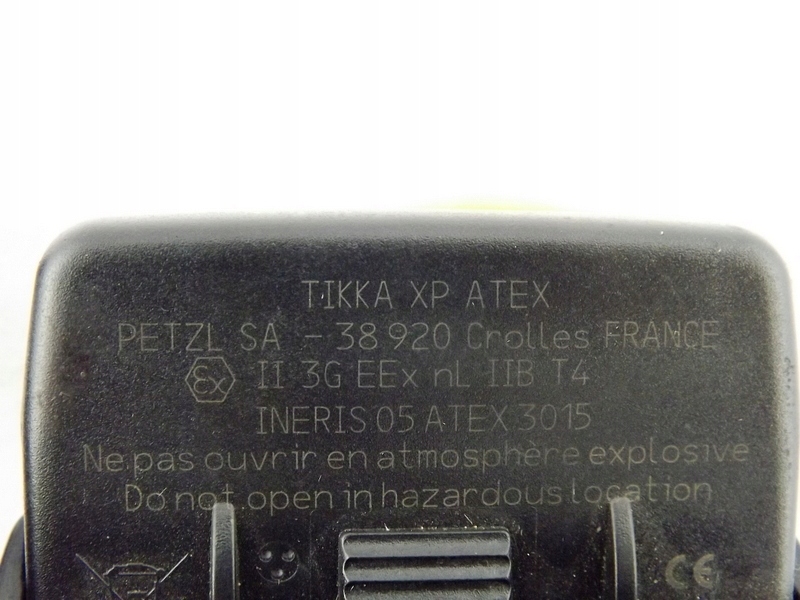 TIKKA XP ATEX
PETZL SA - 38 920 Crolles FRANCE
Ex II 3G EEx nL IIB T4
INERIS 05 ATEX 3015
Ne pas ouvrir en atmosphère explosive
Do not open in hazardous location
CE